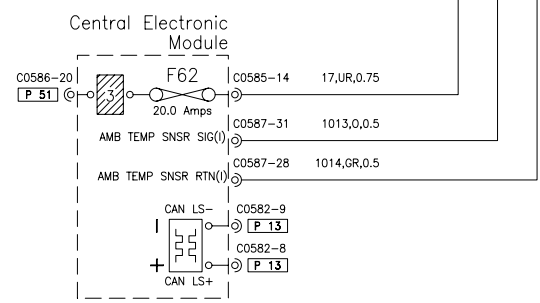 Central Electronic
Module
C0586-20
P 51
3
F62
20.0 Amps
C0585-14 17,UR,0.75
C0587-31 1013,O,0.5
AMB TEMP SNSR SIG(I)
C0587-28 1014,GR,0.5
AMB TEMP SNSR RTN(I)
CAN LS-
C0582-9
P 13
C0582-8
P 13
CAN LS+